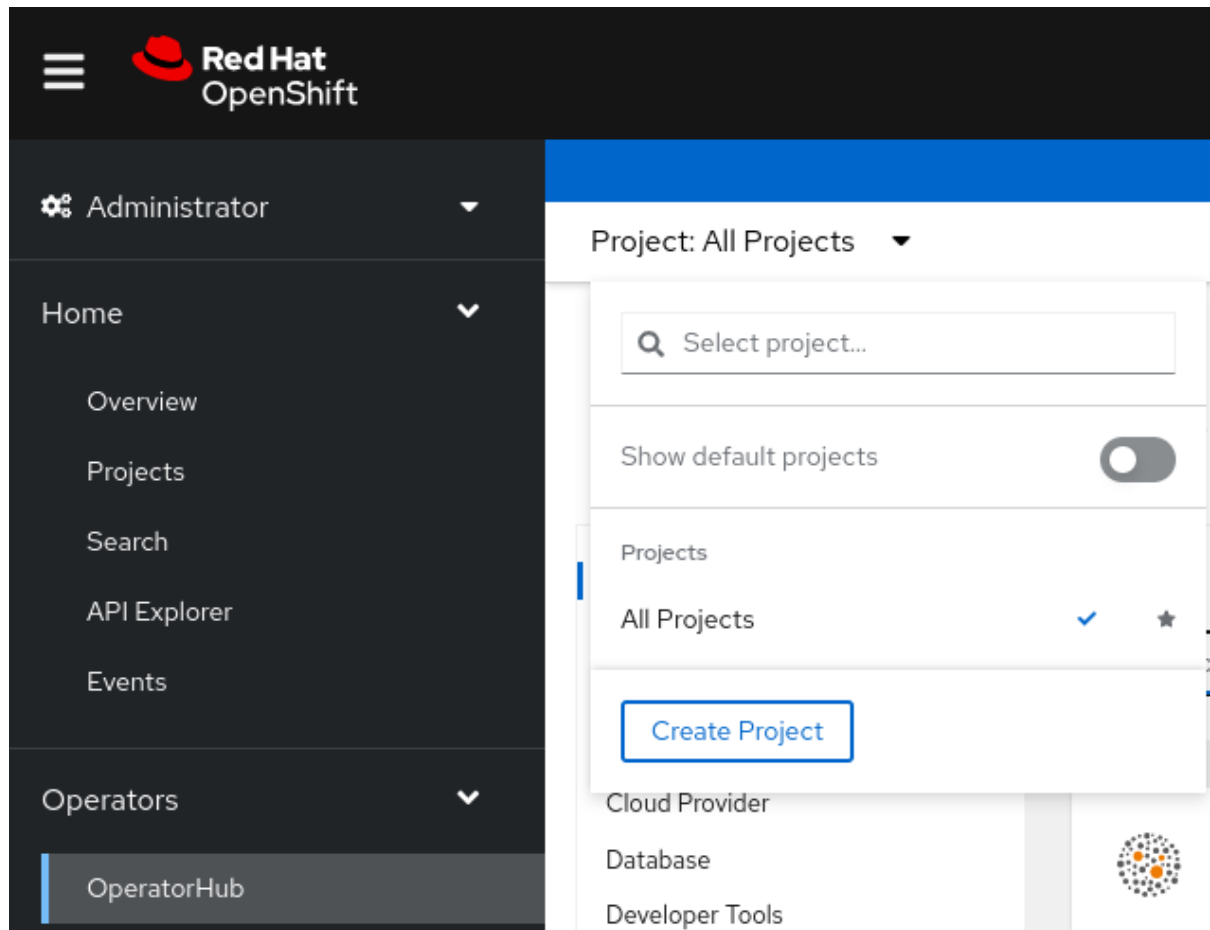 Red Hat
OpenShift
Administrator
Project: All Projects
Home
Select project...
Overview
Show default projects
Projects
Search
Projects
API Explorer
All Projects
Events
Create Project
Operators
Cloud Provider
Database
OperatorHub
Developer Tools